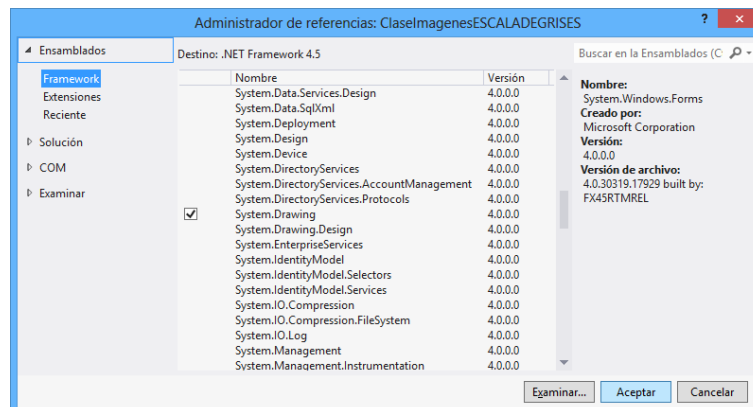 Administrador de referencias: ClaseImagenesESCALADEGRISES
Ensamblados
Framework
Extensiones
Reciente
Solución
COM
Examinar
Destino: .NET Framework 4.5
Nombre Versión
System.Data.Services.Design 4.0.0.0
System.Data.SqlXml 4.0.0.0
System.Deployment 4.0.0.0
System.Design 4.0.0.0
System.Device 4.0.0.0
System.DirectoryServices 4.0.0.0
System.DirectoryServices.AccountManagement 4.0.0.0
System.DirectoryServices.Protocols 4.0.0.0
System.Drawing 4.0.0.0
System.Drawing.Design 4.0.0.0
System.EnterpriseServices 4.0.0.0
System.IdentityModel 4.0.0.0
System.IdentityModel.Selectors 4.0.0.0
System.IdentityModel.Services 4.0.0.0
System.IO.Compression 4.0.0.0
System.IO.Compression.FileSystem 4.0.0.0
System.IO.Log 4.0.0.0
System.Management 4.0.0.0
System.Management.Instrumentation 4.0.0.0
Buscar en la Ensamblados (C
Nombre:
System.Windows.Forms
Creado por:
Microsoft Corporation
Versión:
4.0.0.0
Versión de archivo:
4.0.30319.17929 built by:
FX45RTMREL
Examinar... Aceptar Cancelar